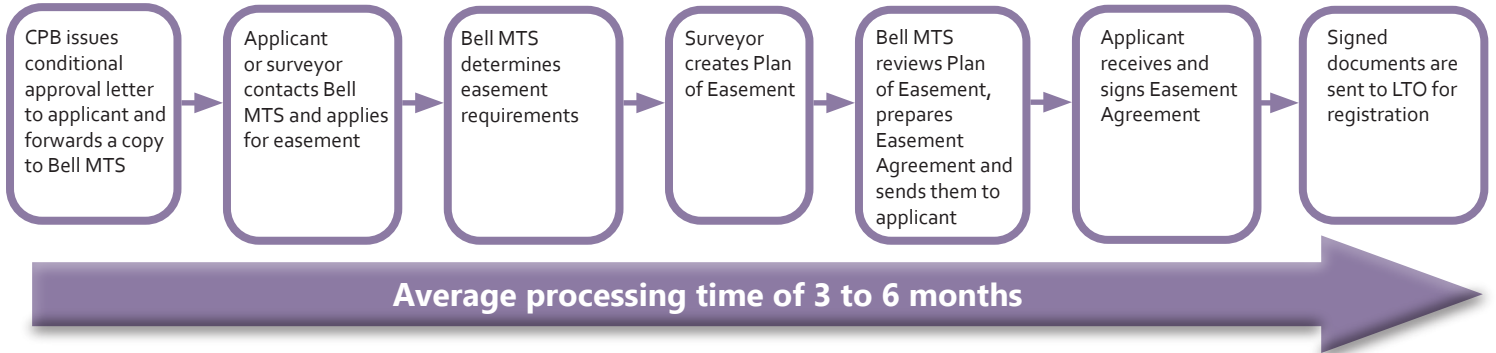 CPB issues
conditional
approval letter
to applicant and
forwards a copy
to Bell MTS
Applicant
or surveyor
contacts Bell
MTS and applies
for easement
Bell MTS
determines
easement
requirements
Surveyor
creates Plan
of Easement
Bell MTS
reviews Plan
of Easement,
prepares
Easement
Agreement and
sends them to
applicant
Applicant
receives and
signs Easement
Agreement
Signed
documents are
sent to LTO for
registration
Average processing time of 3 to 6 months